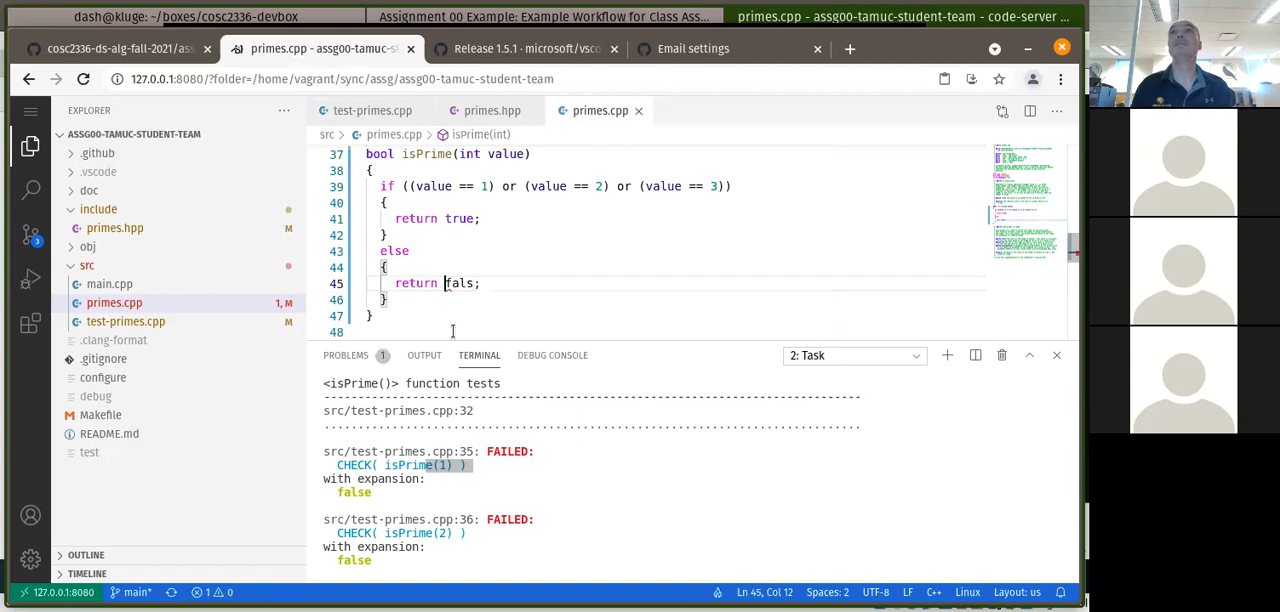 dash@kluge: ~/boxes/cosc2336-devbox
Assignment 00 Example: Example Workflow for Class Ass...
primes.cpp - assg00-tamuc-student-team - code-server
cosc2336-ds-alg-fall-2021/ass
primes.cpp - assg00-tamuc-st
Release 1.5.1 · microsoft/vsco
Email settings
127.0.0.1:8080/?folder=/home/vagrant/sync/assg/assg00-tamuc-student-team
EXPLORER
ASSG00-TAMUC-STUDENT-TEAM
.github
.vscode
doc
include
primes.hpp M
obj
src
main.cpp
primes.cpp 1, M
test-primes.cpp M
.clang-format
.gitignore
configure
debug
Makefile
README.md
test
OUTLINE
TIMELINE
3
test-primes.cpp
primes.hpp
primes.cpp
src > primes.cpp > isPrime(int)
37 bool isPrime(int value)
38 {
39 if ((value == 1) or (value == 2) or (value == 3))
40 {
41 return true;
42 }
43 else
44 {
45 return fals;
46 }
47 }
48
PROBLEMS 1 OUTPUT TERMINAL DEBUG CONSOLE 2: Task
<isPrime()> function tests
-------------------------------------------------------------------------------
src/test-primes.cpp:32
...............................................................................
src/test-primes.cpp:35: FAILED:
CHECK( isPrime(1) )
with expansion:
false
src/test-primes.cpp:36: FAILED:
CHECK( isPrime(2) )
with expansion:
false
127.0.0.1:8080 main* 1 0 Ln 45, Col 12 Spaces: 2 UTF-8 LF C++ Linux Layout: us